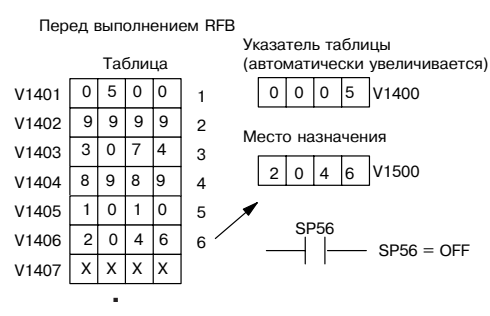 Перед выполнением RFB
Таблица
V1401 0 5 0 0 1
V1402 9 9 9 9 2
V1403 3 0 7 4 3
V1404 8 9 8 9 4
V1405 1 0 1 0 5
V1406 2 0 4 6 6
V1407 X X X X
Указатель таблицы
(автоматически увеличивается)
0 0 0 5 V1400
Место назначения
2 0 4 6 V1500
SP56
SP56 = OFF